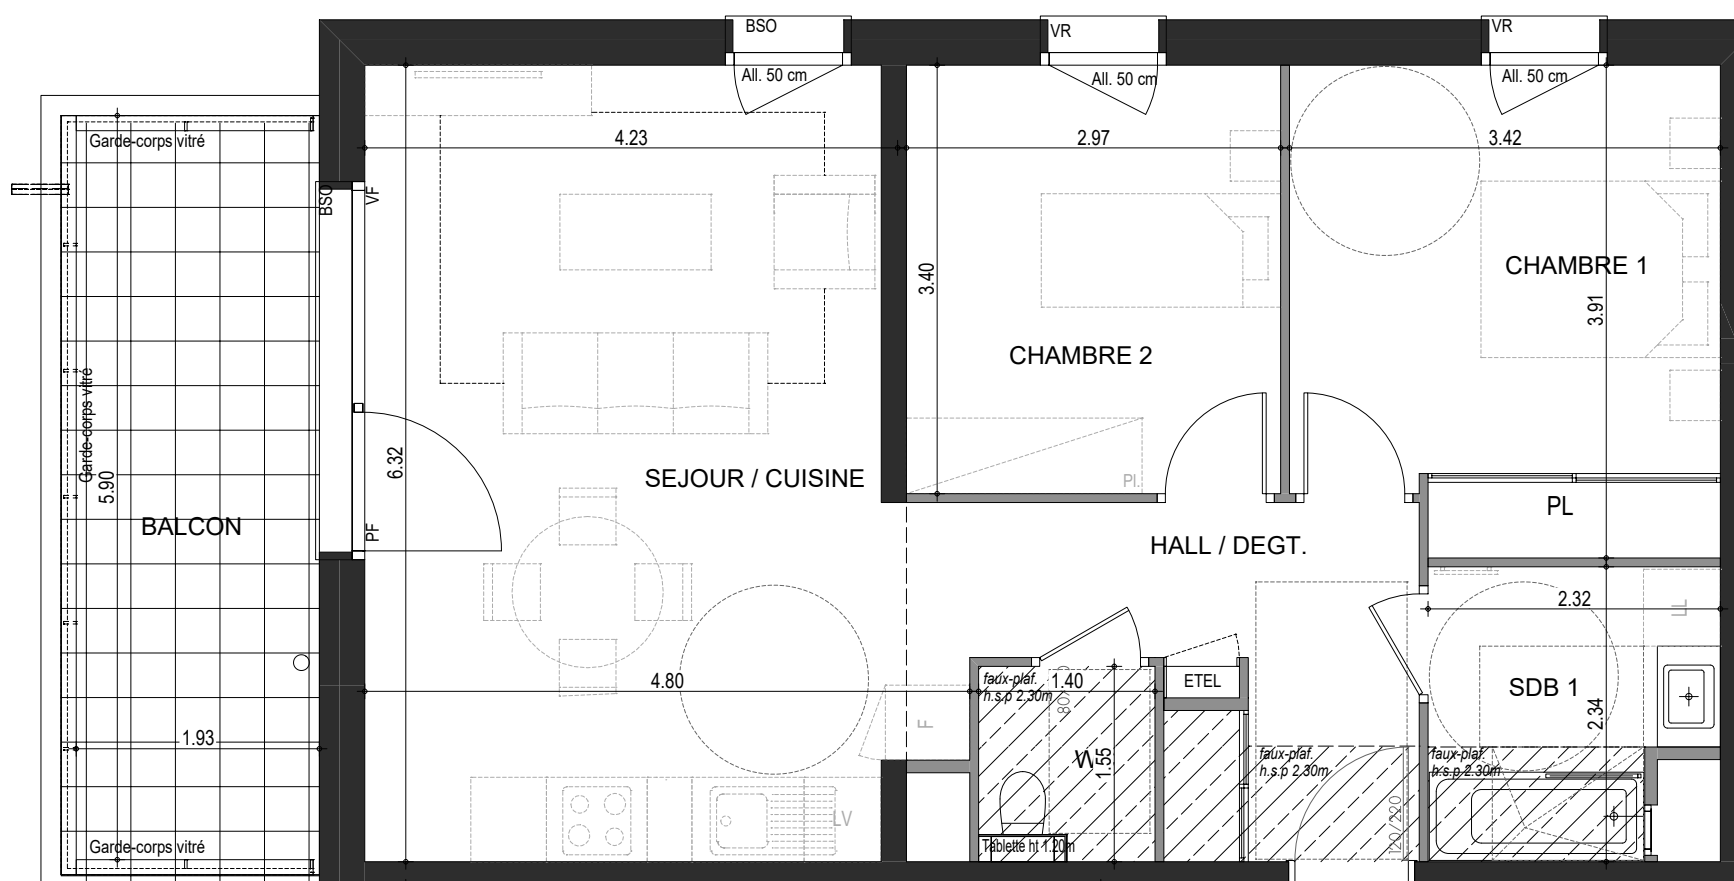 BSO
VR
VR
All. 50 cm
All. 50 cm
All. 50 cm
Garde-corps vitré
4.23
2.97
3.42
BSO
VF
CHAMBRE 1
3.40
3.91
CHAMBRE 2
Garde-corps vitré
5.90
6.32
SEJOUR / CUISINE
Pl.
PL
BALCON
PF
HALL / DEGT.
2.32
LL
4.80
faux-plaf.
h.s.p 2.30m
1.40
ETEL
SDB 1
2.34
1.93
F
W
1.55
faux-plaf.
h.s.p 2.30m
faux-plaf.
h.s.p 2.30m
LV
120/220
Garde-corps vitré
Tablette ht 1.20m